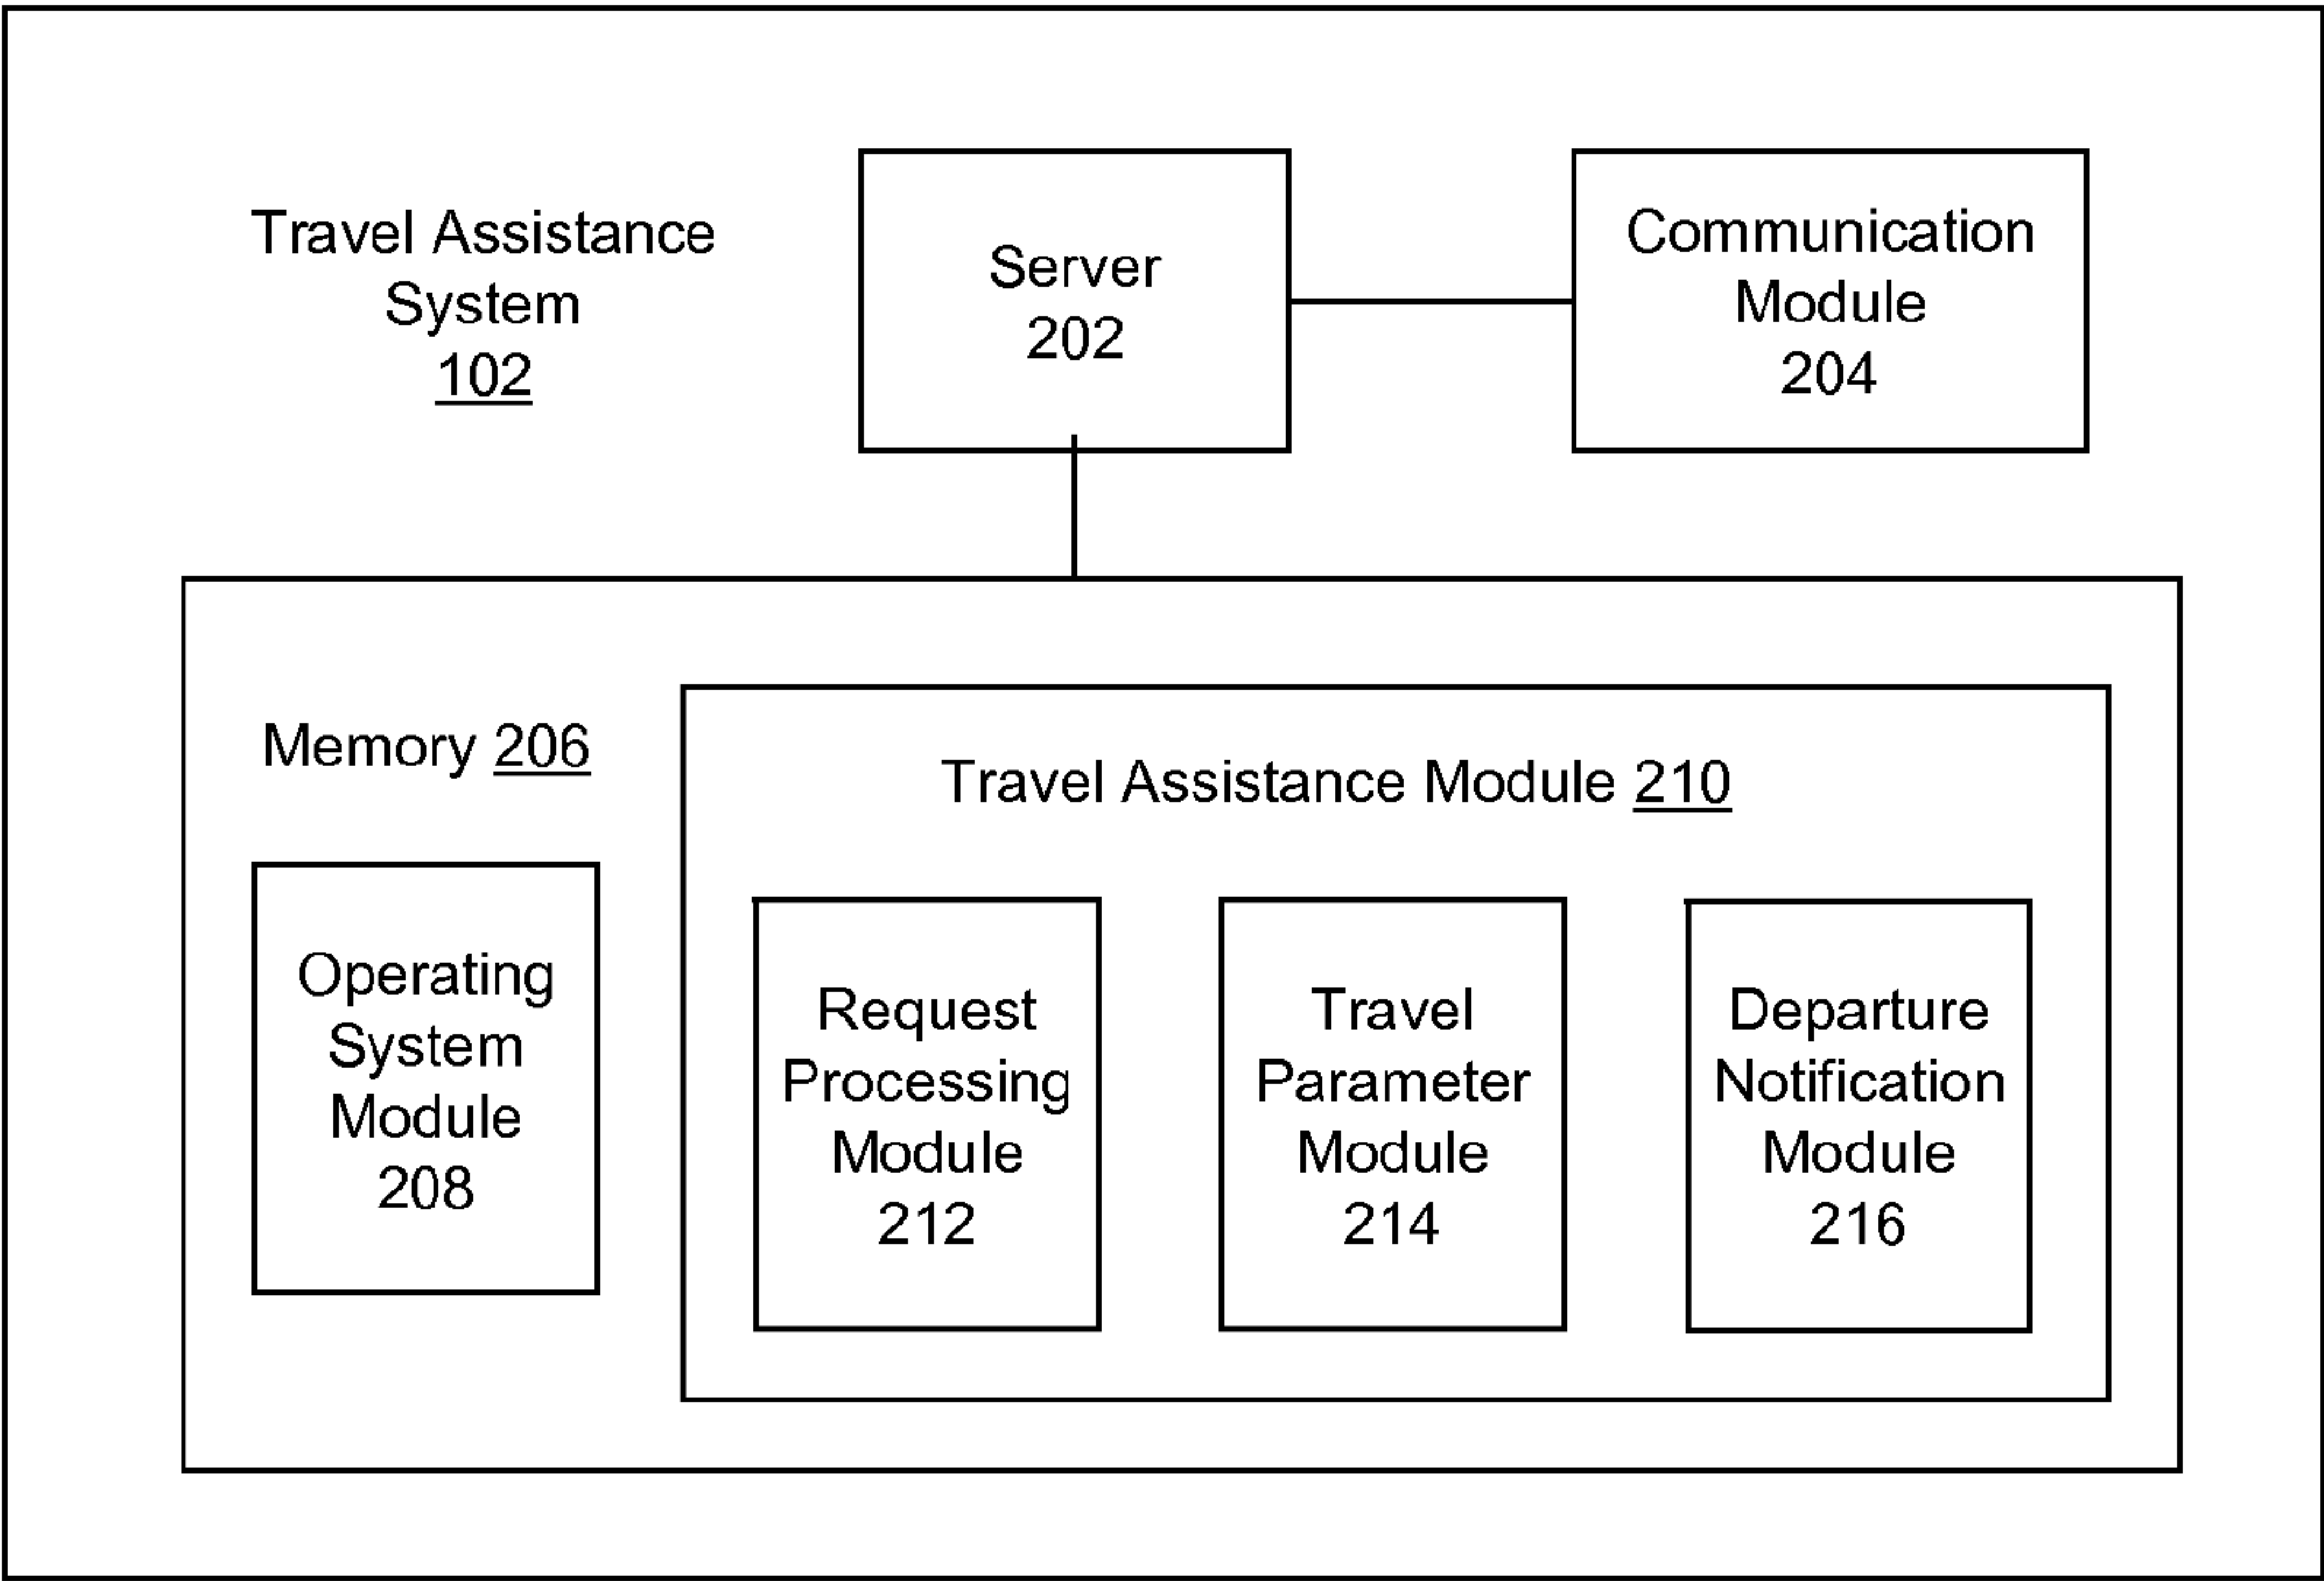 Travel Assistance
System
102
Server
202
Communication
Module
204
Memory 206
Travel Assistance Module 210
Operating
System
Module
208
Request
Processing
Module
212
Travel
Parameter
Module
214
Departure
Notification
Module
216